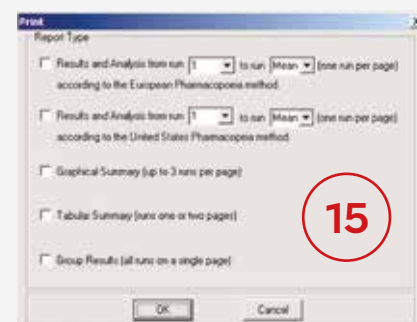 Print
Report Type
Results and Analysis from run 1 to run Mean (one run per page)
according to the European Pharmacopoeia method
Results and Analysis from run 1 to run Mean (one run per page)
according to the United States Pharmacopoeia method
Graphical Summary (up to 3 runs per page)
Tabular Summary (runs one or two pages)
Group Results (all runs on a single page)
15
OK Cancel